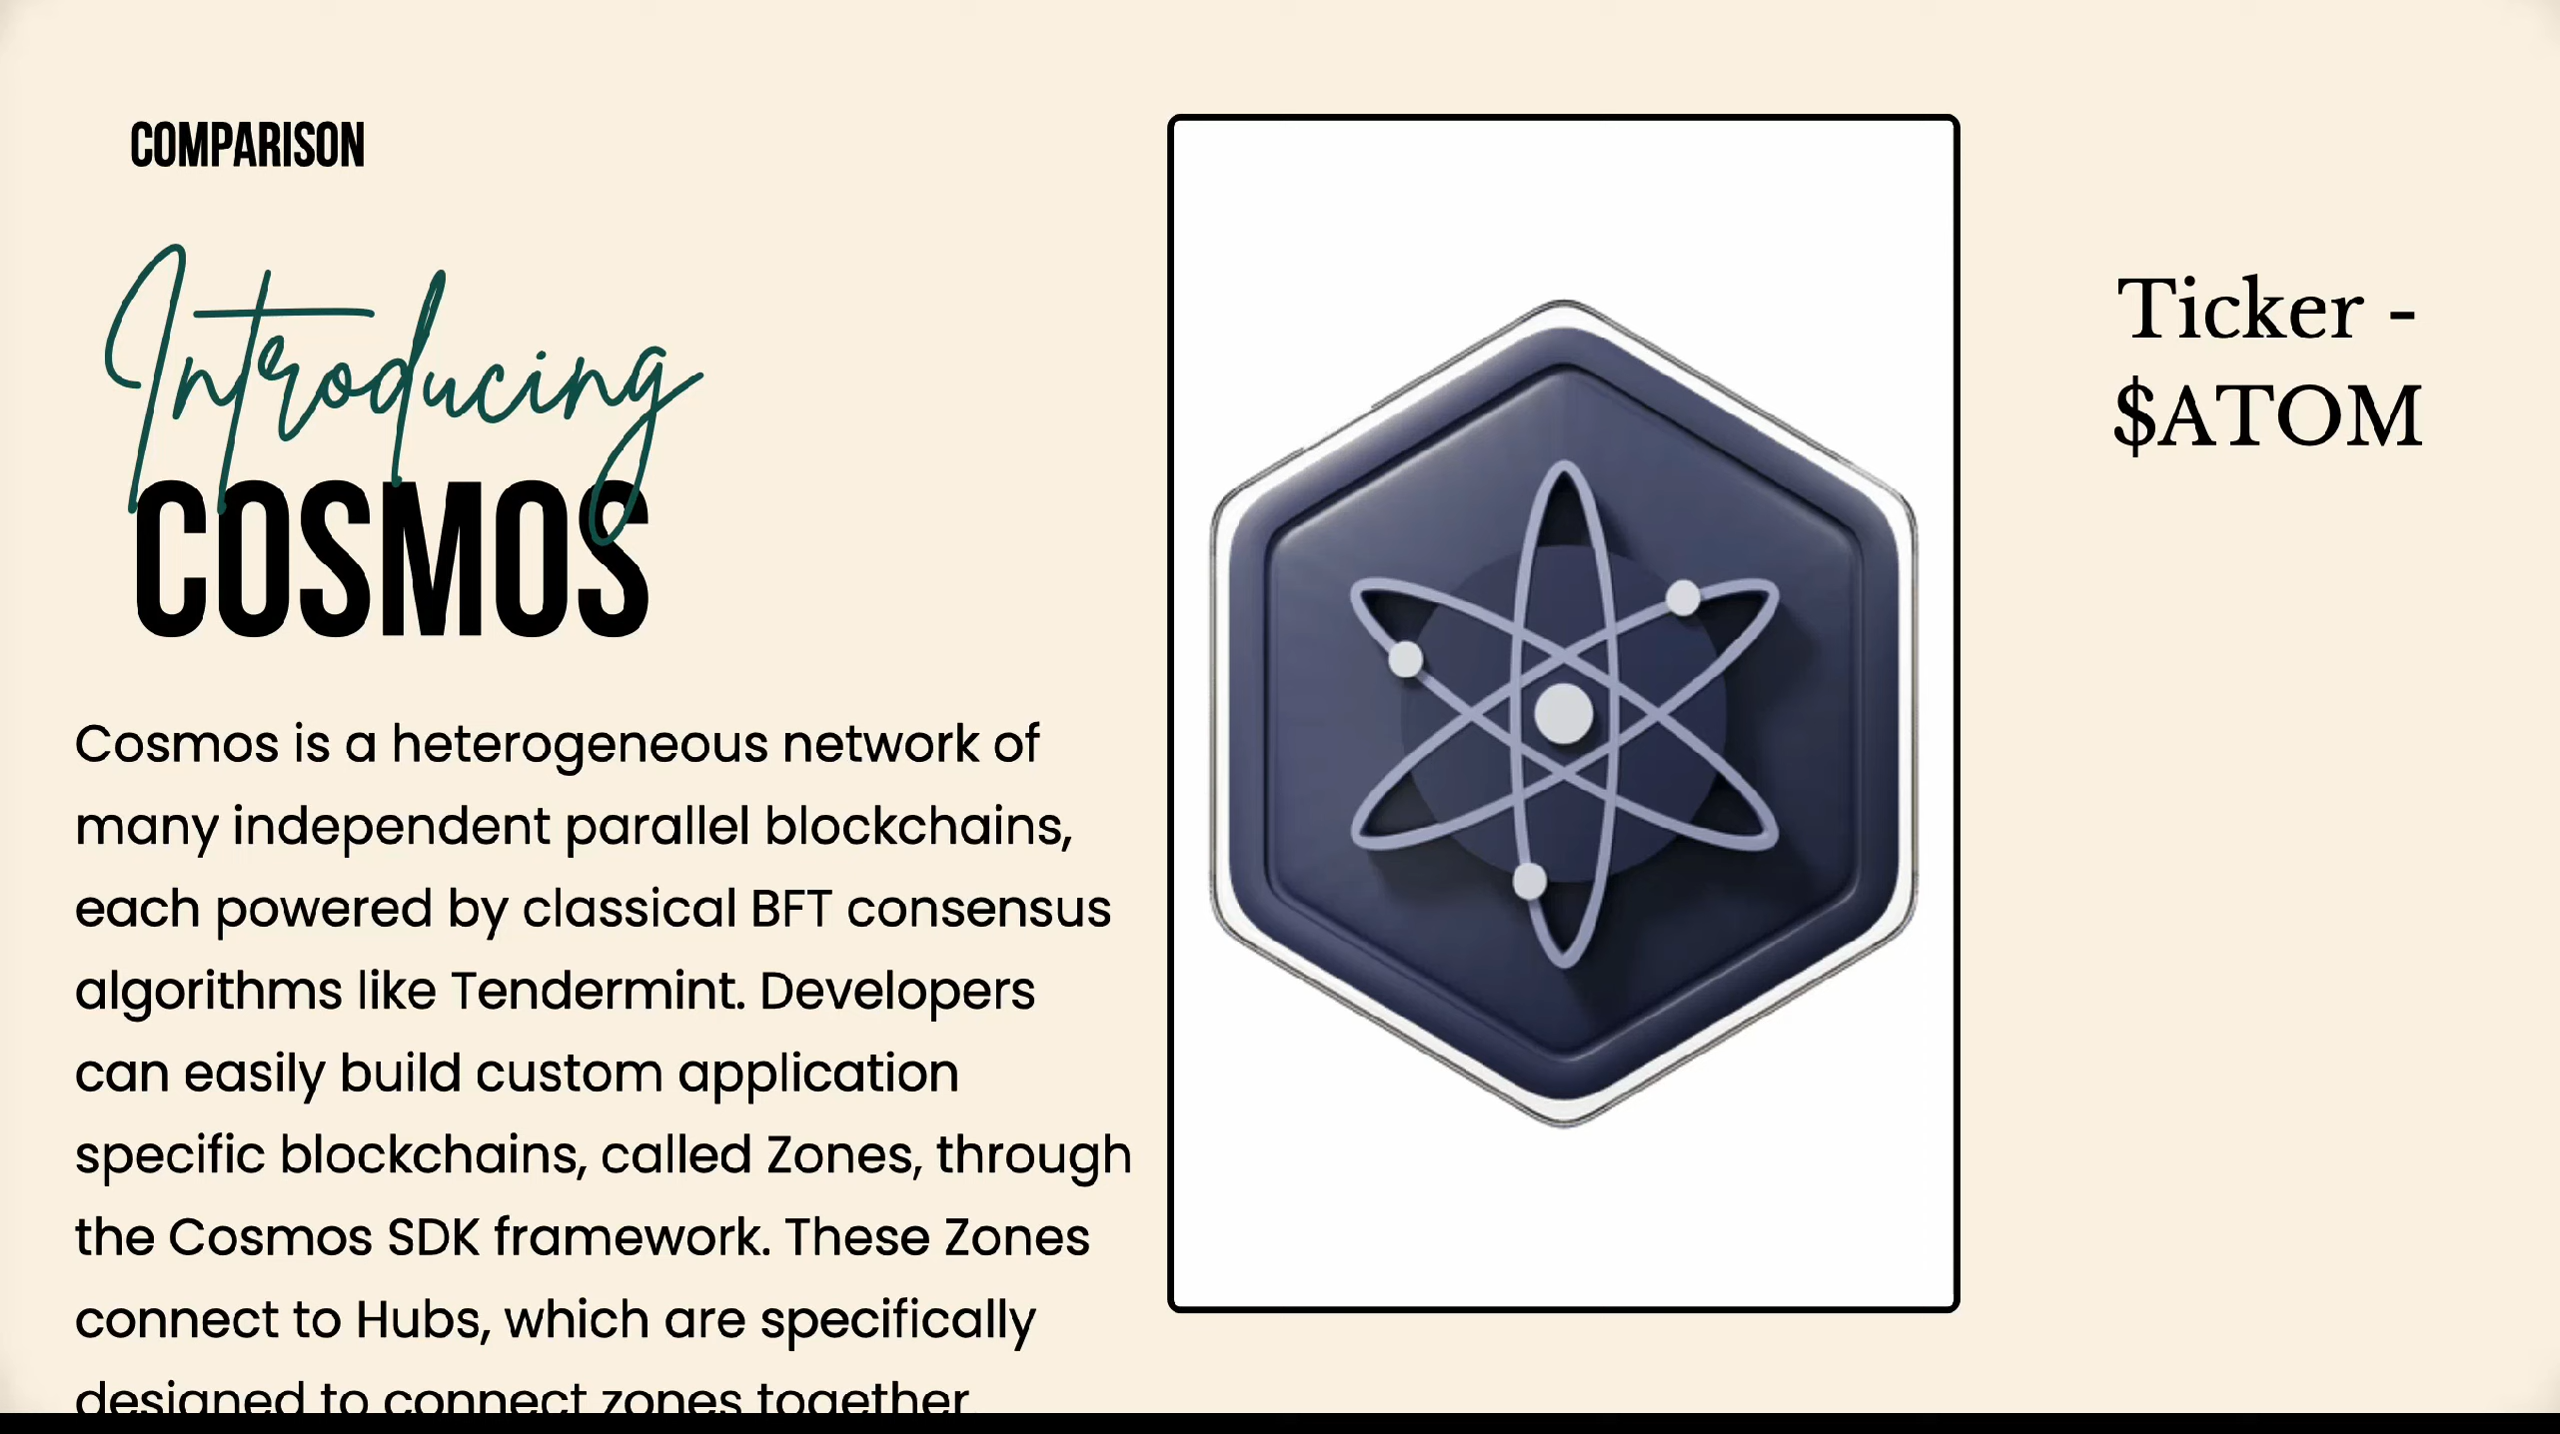 COMPARISON
Introducing
COSMOS
Cosmos is a heterogeneous network of
many independent parallel blockchains,
each powered by classical BFT consensus
algorithms like Tendermint. Developers
can easily build custom application
specific blockchains, called Zones, through
the Cosmos SDK framework. These Zones
connect to Hubs, which are specifically
designed to connect zones together.
Ticker -
$ATOM